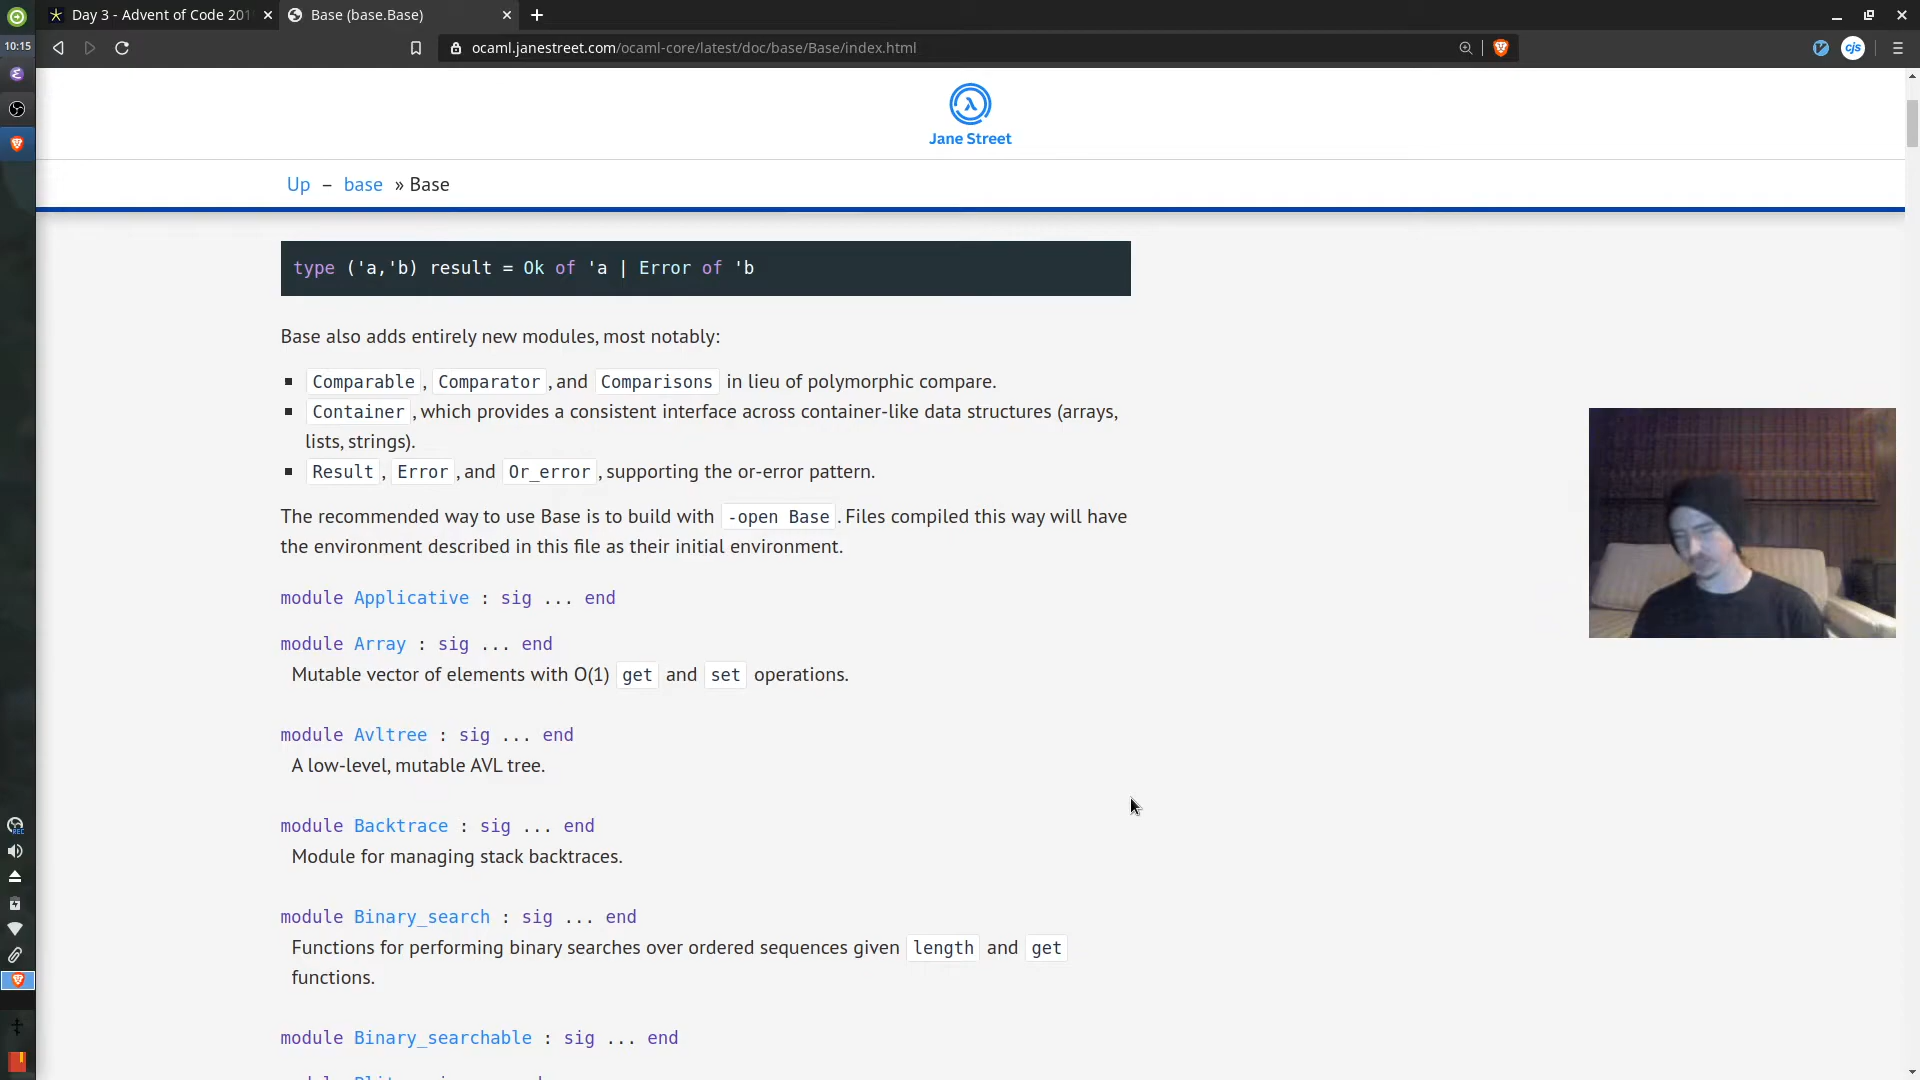 Day 3 - Advent of Code 201
Base (base.Base)
10:15
ocaml.janestreet.com/ocaml-core/latest/doc/base/Base/index.html
cjs
Jane Street
Up – base » Base
type ('a,'b) result = Ok of 'a | Error of 'b
Base also adds entirely new modules, most notably:
Comparable , Comparator , and Comparisons in lieu of polymorphic compare.
Container , which provides a consistent interface across container-like data structures (arrays,
lists, strings).
Result , Error , and Or_error , supporting the or-error pattern.
The recommended way to use Base is to build with -open Base . Files compiled this way will have
the environment described in this file as their initial environment.
module Applicative : sig ... end
module Array : sig ... end
Mutable vector of elements with O(1) get and set operations.
module Avltree : sig ... end
A low-level, mutable AVL tree.
module Backtrace : sig ... end
Module for managing stack backtraces.
module Binary_search : sig ... end
Functions for performing binary searches over ordered sequences given length and get
functions.
module Binary_searchable : sig ... end